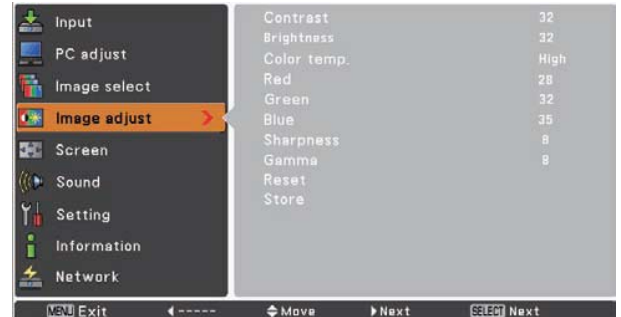 Input
PC adjust
Image select
Image adjust
Screen
Sound
Setting
Information
Network
Contrast 32
Brightness 32
Color temp. High
Red 28
Green 32
Blue 35
Sharpness 8
Gamma 8
Reset
Store
MENU Exit ◀----- ⬍Move ▶Next SELECT Next